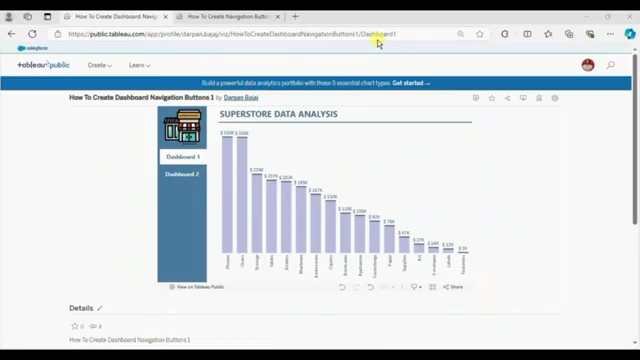 How To Create Dashboard Navig
How To Create Dashboard Navigation Buttons
https://public.tableau.com/app/profile/darpan.bajaj/viz/HowToCreateDashboardNavigationButtons1/Dashboard1
salesforce
tableau public
Create
Learn
Build a powerful data analytics portfolio with these 5 essential chart types. Get started
How To Create Dashboard Navigation Buttons 1 by Darpan Bajaj
SUPERSTORE DATA ANALYSIS
Dashboard 1
Dashboard 2
Phones
Chairs
Storage
Tables
Binders
Machines
Accessories
Copiers
Bookcases
Appliances
Furnishings
Paper
Supplies
Art
Envelopes
Labels
Fasteners
View on Tableau Public
Share
Details
0
8
How To Create Dashboard Navigation Buttons 1